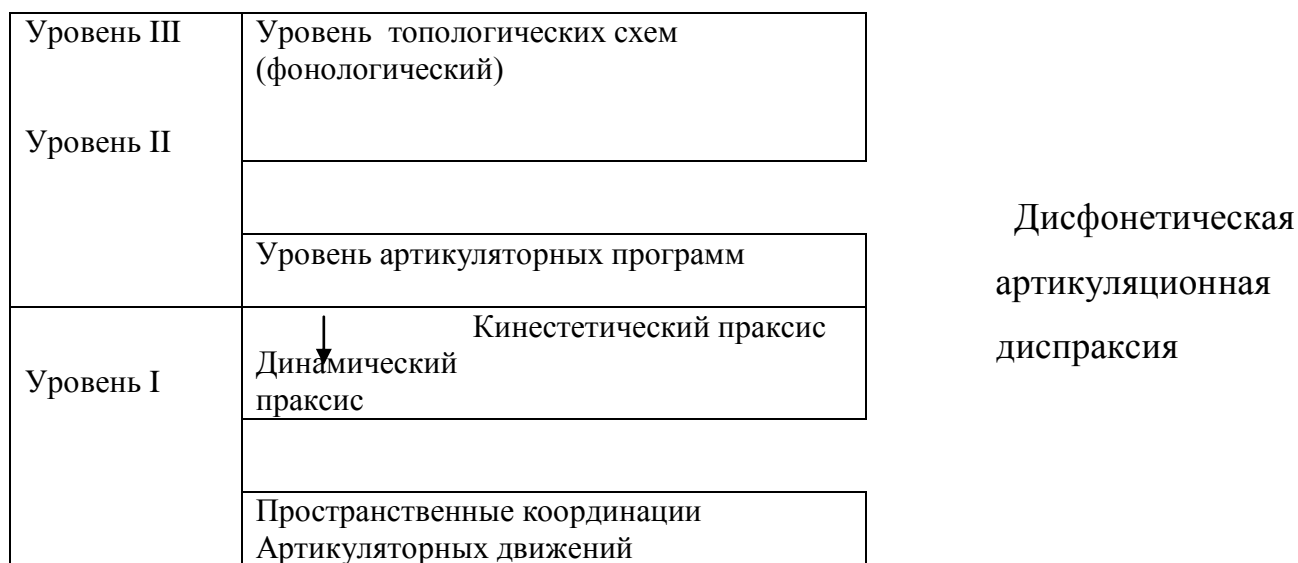 Уровень III
Уровень топологических схем
(фонологический)
Уровень II
Уровень артикуляторных программ
Дисфонетическая
артикуляционная
диспраксия
Уровень I
Кинестетический праксис
Динамический
праксис
Пространственные координации
Артикуляторных движений